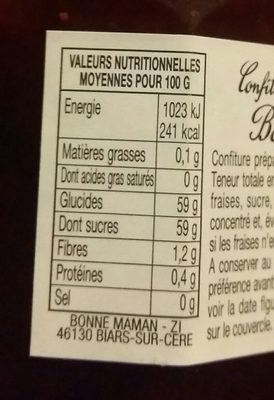 VALEURS NUTRITIONNELLES
MOYENNES POUR 100 G
Energie 1023 kJ
241 kcal
Matières grasses 0,1 g
Dont acides gras saturés 0 g
Glucides 59 g
Dont sucres 59 g
Fibres 1,2 g
Protéines 0,4 g
Sel 0 g
BONNE MAMAN - ZI
46130 BIARS-SUR-CERE
Confiture
Teneur totale
fraises, sucre,
concentré et,
si les fraises
A conserver au
préférence avant
voir la date
sur le couvercle.